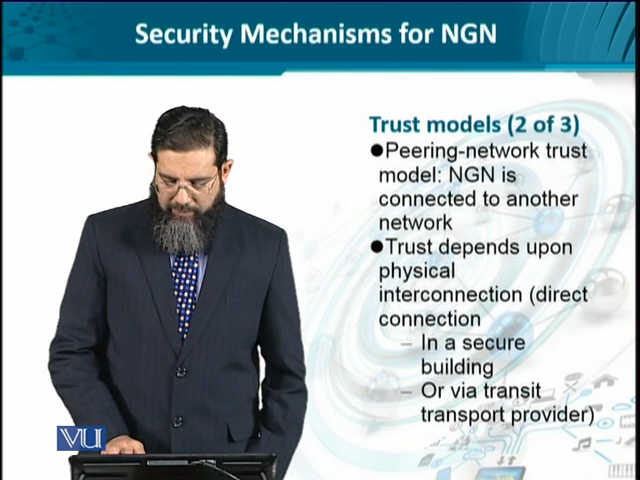 Security Mechanisms for NGN
Trust models (2 of 3)
●Peering-network trust
model: NGN is
connected to another
network
●Trust depends upon
physical
interconnection (direct
connection
– In a secure
building
– Or via transit
transport provider)
VU